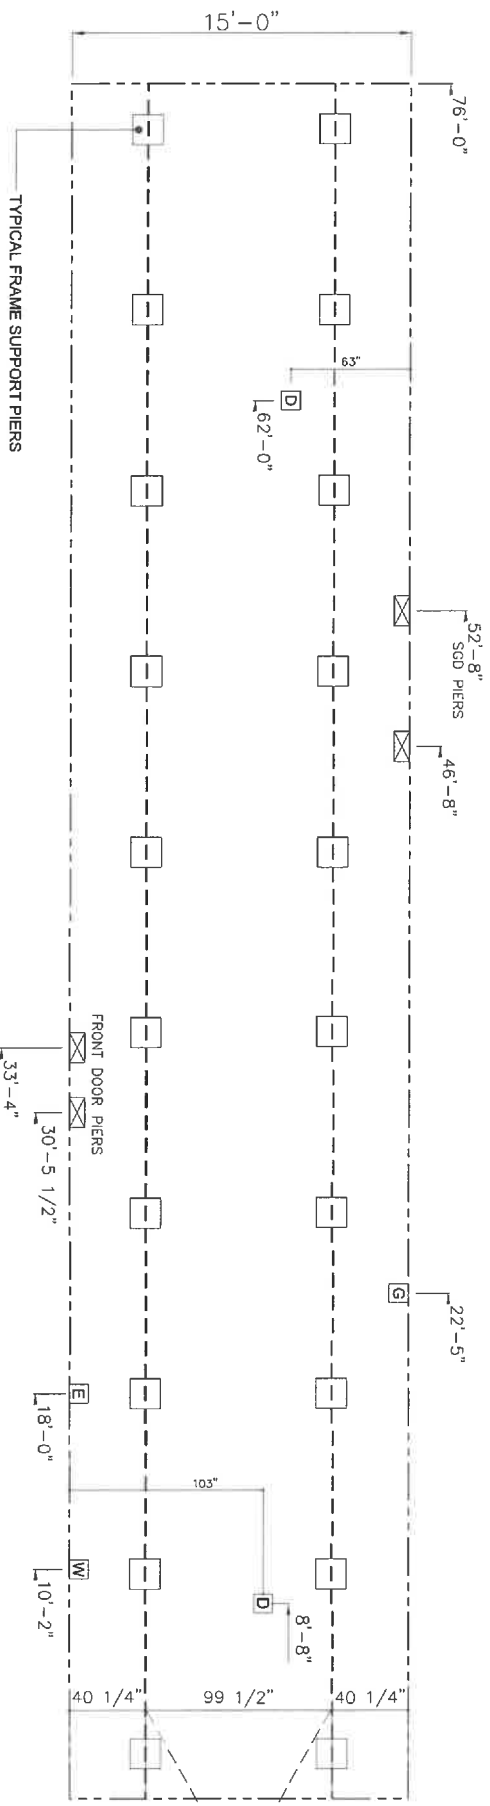 15'-0"
76'-0"
TYPICAL FRAME SUPPORT PIERS
63"
D
62'-0"
52'-8"
SGD PIERS
46'-8"
FRONT DOOR PIERS
33'-4"
30'-5 1/2"
G
22'-5"
E
18'-0"
103"
W
10'-2"
D
8'-8"
40 1/4"
99 1/2"
40 1/4"